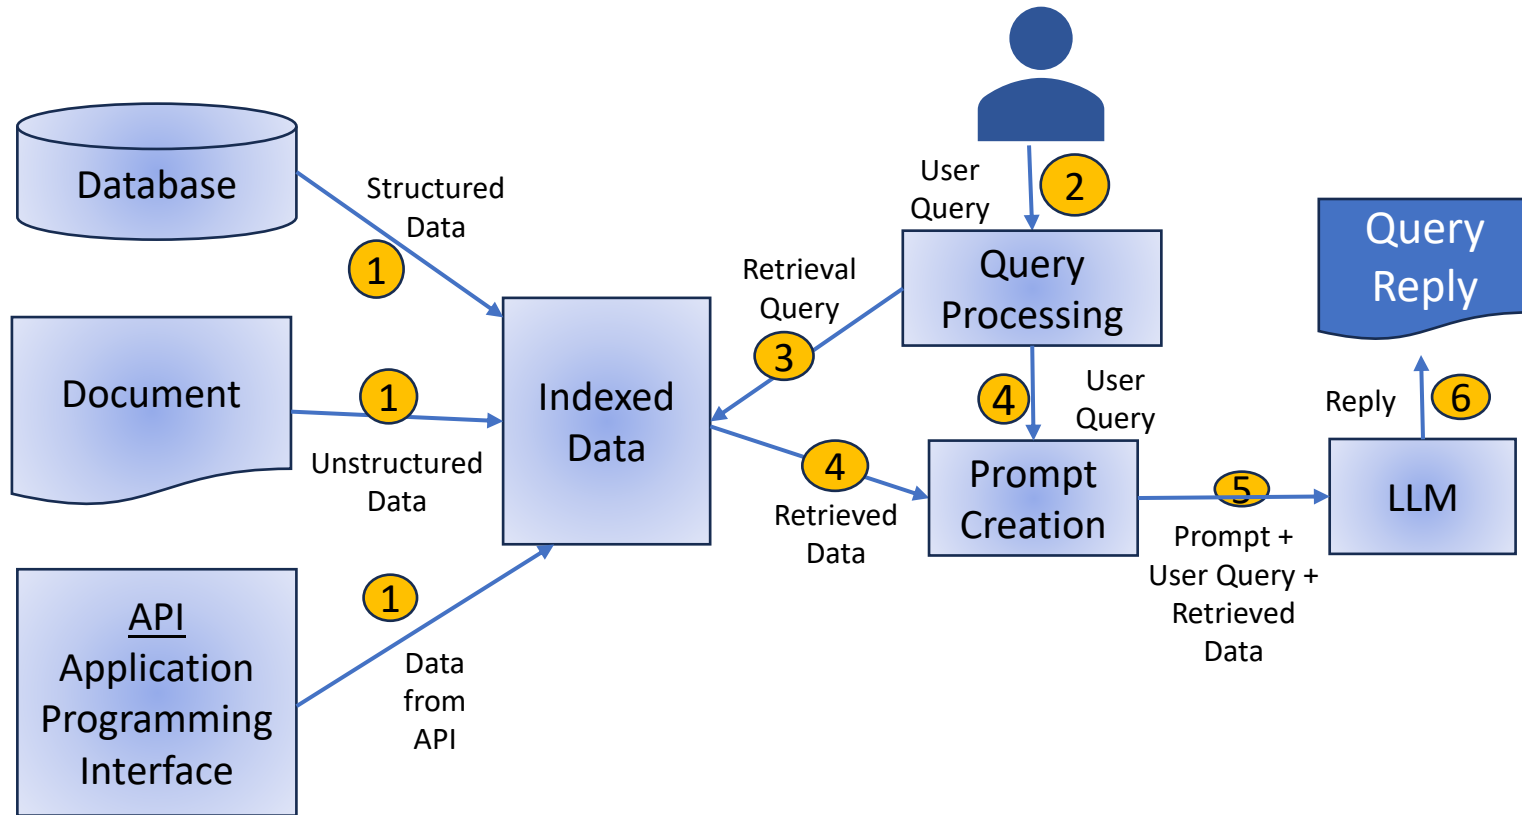 Database
Structured
Data
1
Document
1
Unstructured
Data
API
Application
Programming
Interface
1
Data
from
API
Indexed
Data
User
Query
2
Query
Processing
Retrieval
Query
3
4
User
Query
4
Retrieved
Data
Prompt
Creation
5
Prompt +
User Query +
Retrieved
Data
LLM
Reply
6
Query
Reply